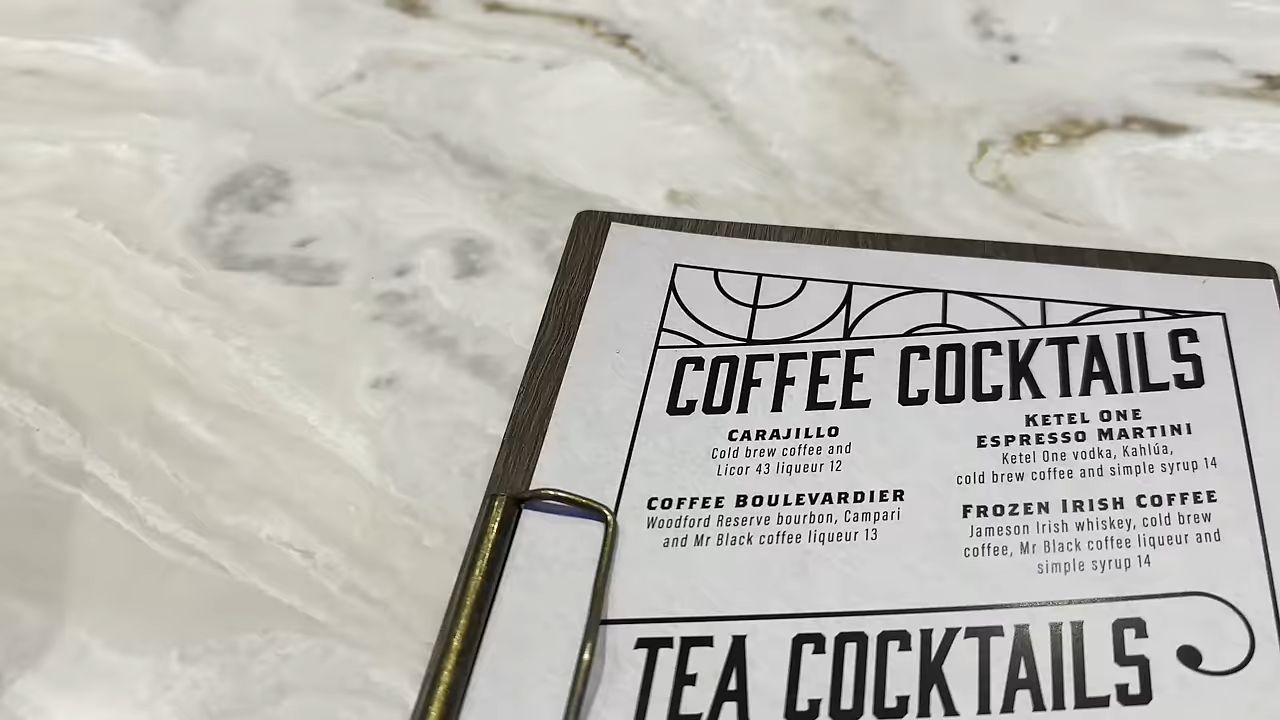 COFFEE COCKTAILS
CARAJILLO
Cold brew coffee and
Licor 43 liqueur 12
COFFEE BOULEVARDIER
Woodford Reserve bourbon, Campari
and Mr Black coffee liqueur 13
KETEL ONE
ESPRESSO MARTINI
Ketel One vodka, Kahlúa,
cold brew coffee and simple syrup 14
FROZEN IRISH COFFEE
Jameson Irish whiskey, cold brew
coffee, Mr Black coffee liqueur and
simple syrup 14
TEA COCKTAILS